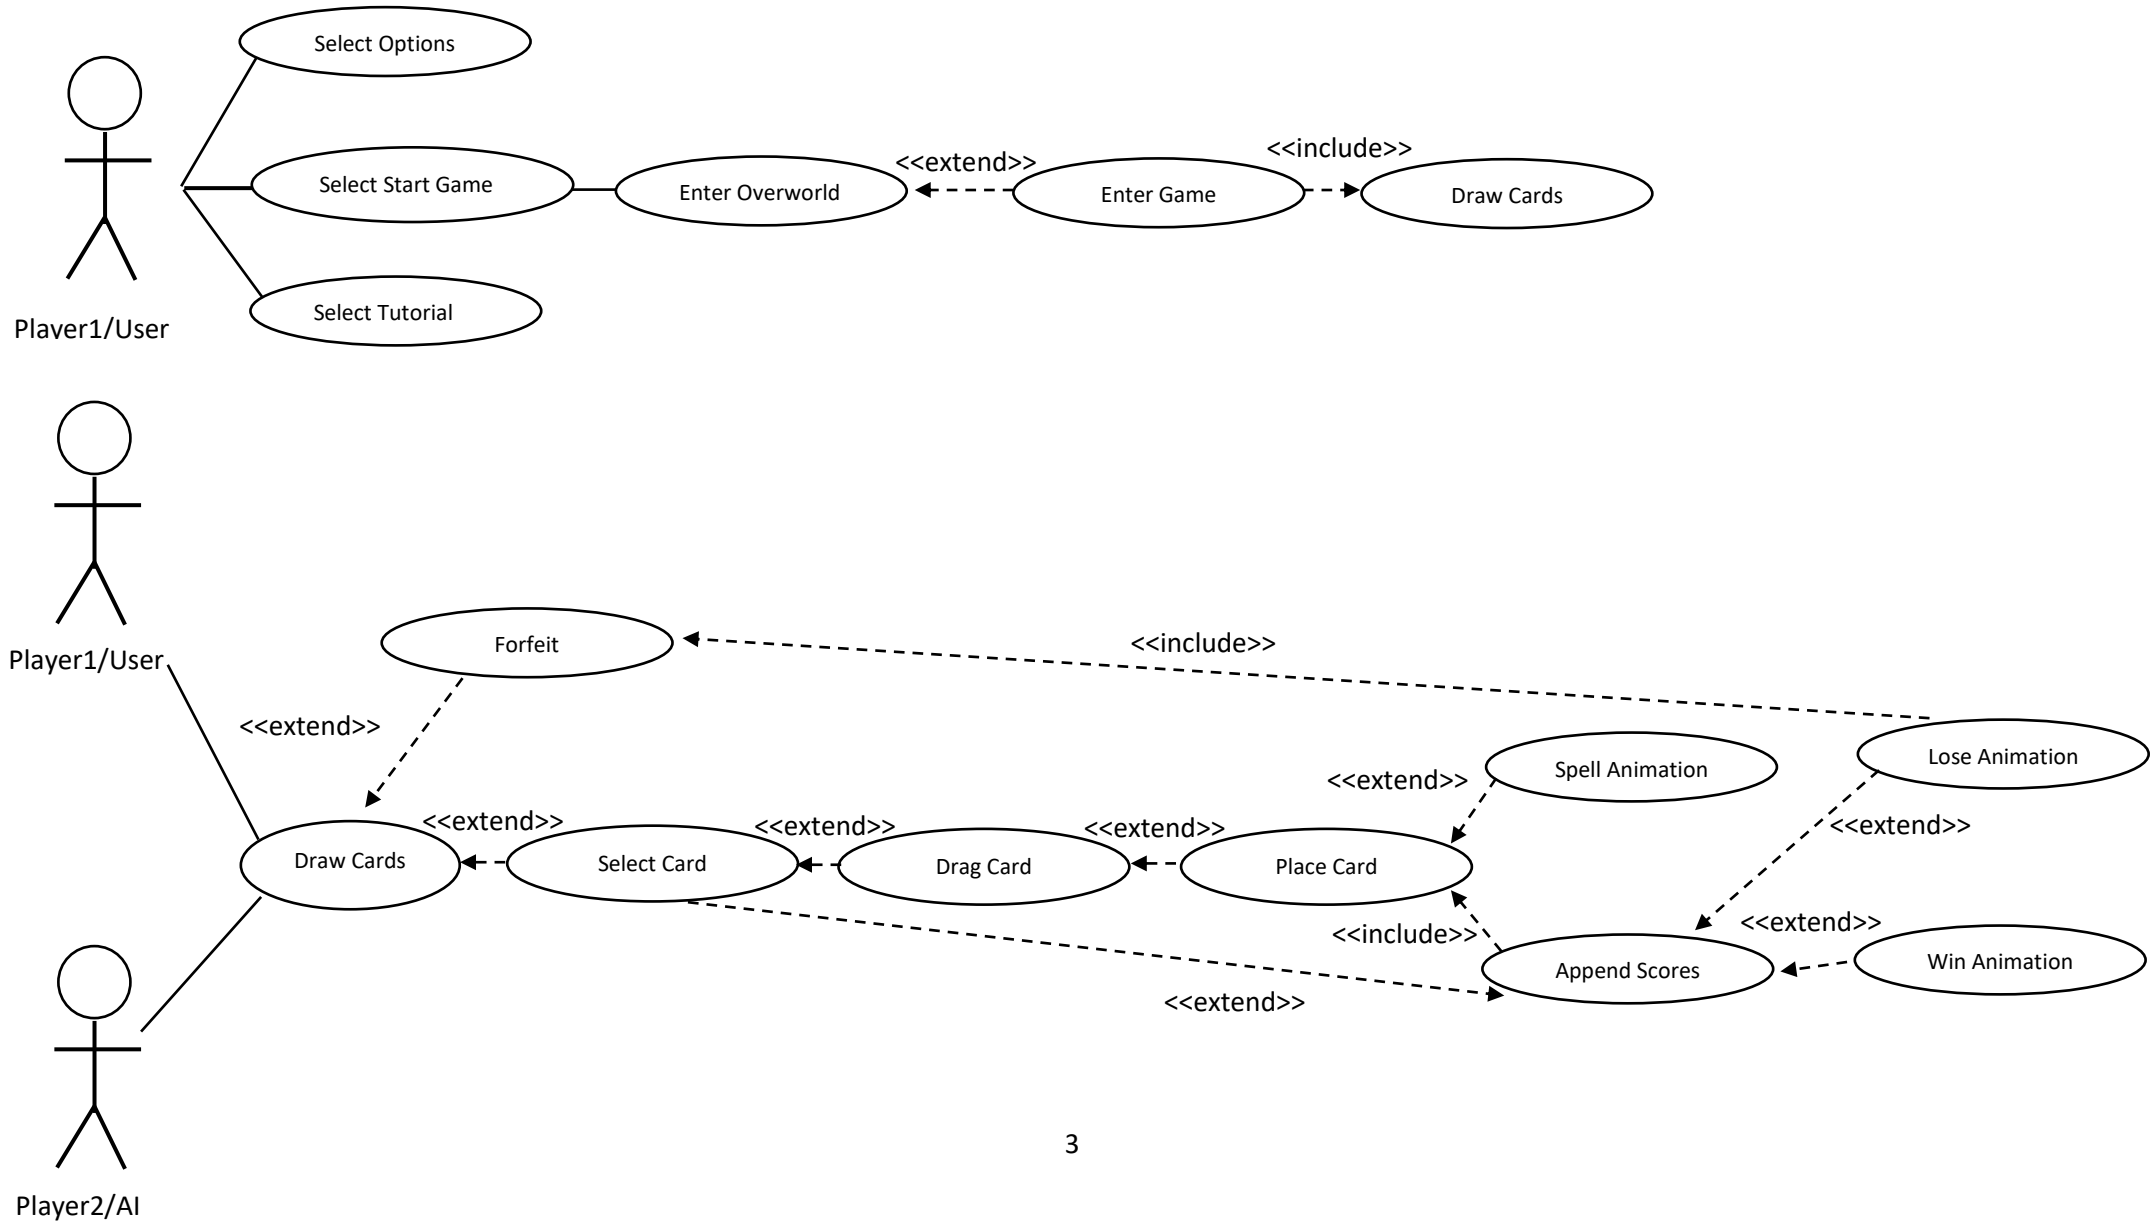 Select Options
<<extend>>
<<include>>
Select Start Game
Enter Overworld
Enter Game
Draw Cards
Select Tutorial
Player1/User
Player1/User
Forfeit
<<include>>
<<extend>>
Lose Animation
Spell Animation
<<extend>>
<<extend>>
<<extend>>
<<extend>>
<<extend>>
Draw Cards
Select Card
Drag Card
Place Card
<<extend>>
<<include>>
Append Scores
Win Animation
<<extend>>
3
Player2/AI